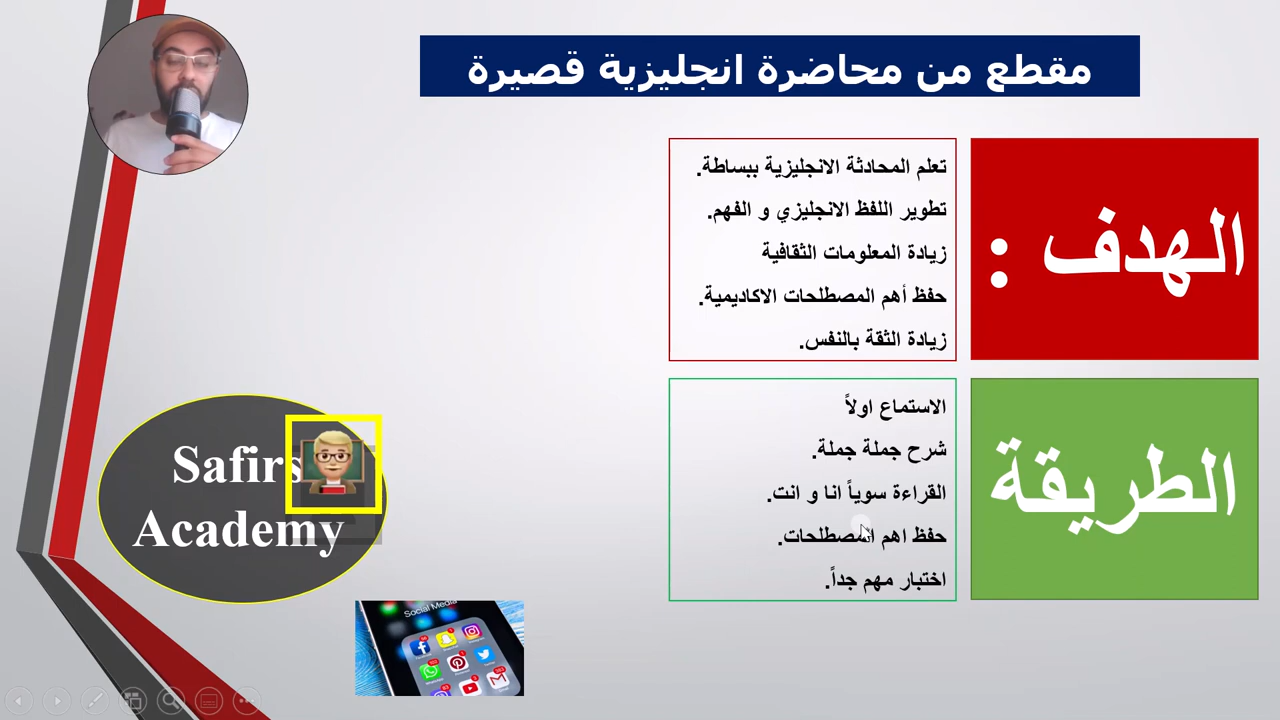 مقطع من محاضرة انجليزية قصيرة
الهدف :
تعلم المحادثة الانجليزية ببساطة.
تطوير اللفظ الانجليزي و الفهم.
زيادة المعلومات الثقافية
حفظ أهم المصطلحات الاكاديمية.
زيادة الثقة بالنفس.
الطريقة
الاستماع اولاً
شرح جملة جملة.
القراءة سوياً انا و انت.
حفظ اهم المصطلحات.
اختبار مهم جداً.
Safirs
Academy
Social Media